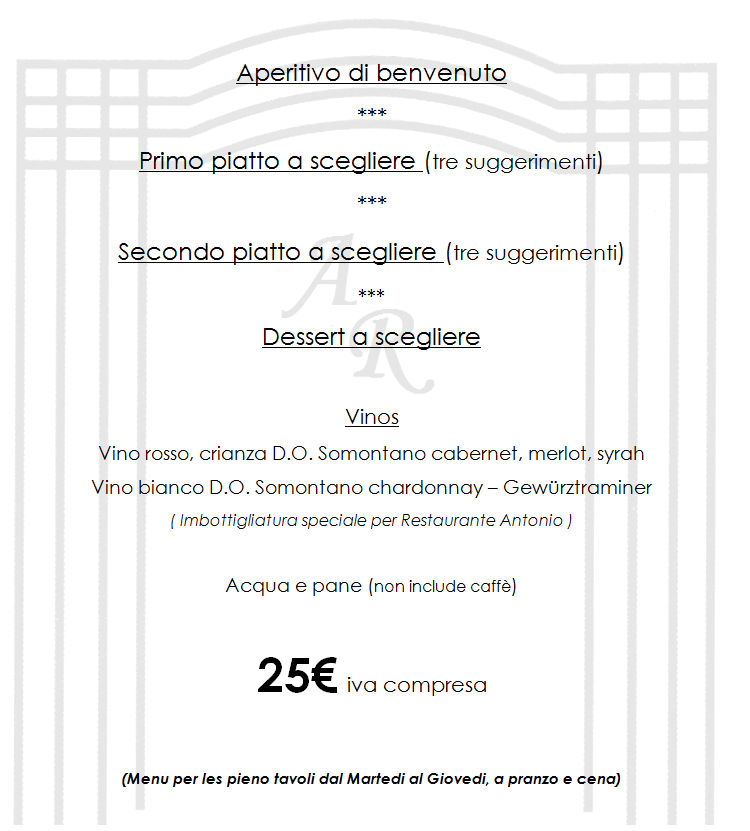 Aperitivo di benvenuto
***
Primo piatto a scegliere (tre suggerimenti)
***
Secondo piatto a scegliere (tre suggerimenti)
***
AR
Dessert a scegliere
Vinos
Vino rosso, crianza D.O. Somontano cabernet, merlot, syrah
Vino bianco D.O. Somontano chardonnay – Gewürztraminer
( Imbottigliatura speciale per Restaurante Antonio )
Acqua e pane (non include caffè)
25€ iva compresa
(Menu per les pieno tavoli dal Martedi al Giovedi, a pranzo e cena)